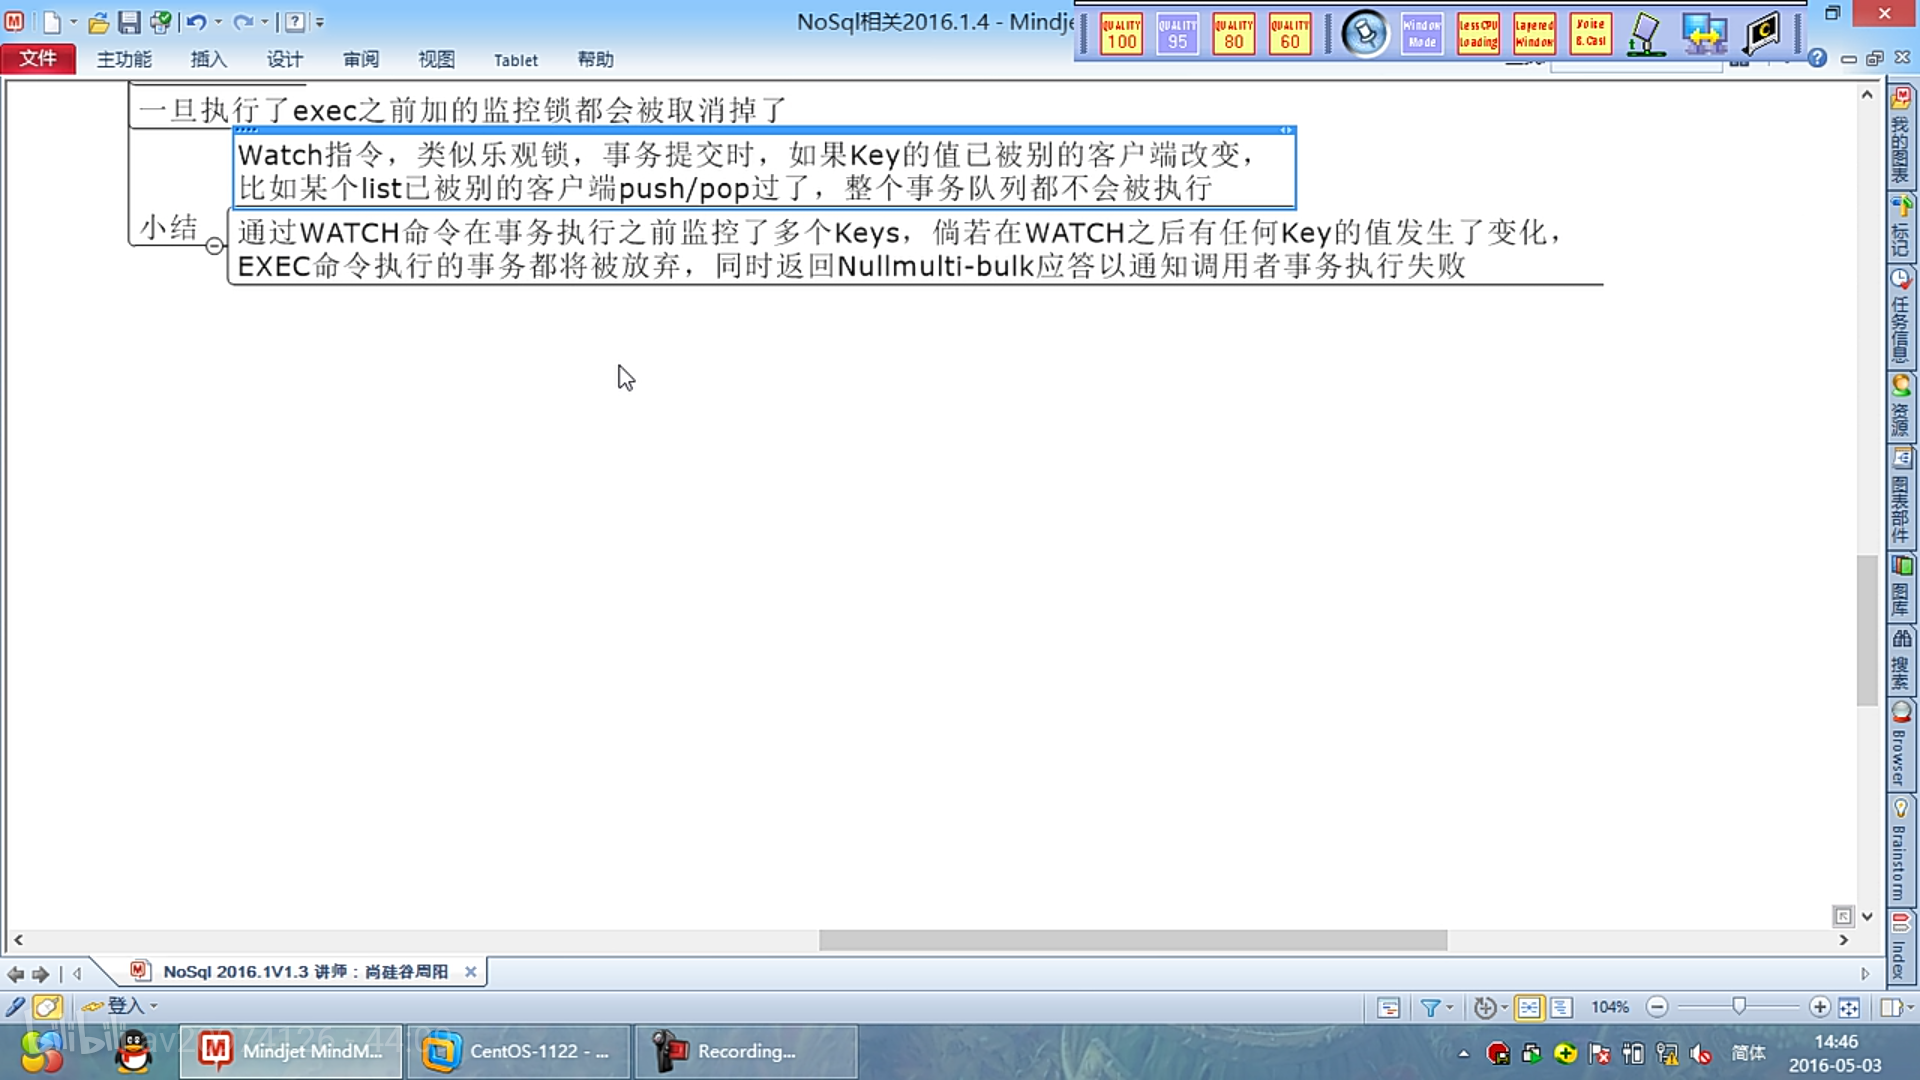 NoSql相关2016.1.4 - Mindje
QUALITY 100
QUALITY 95
QUALITY 80
QUALITY 60
Window Mode
LessCPU Loading
Layered Window
Voice B.Cast
文件 主功能 插入 设计 审阅 视图 Tablet 帮助
一旦执行了exec之前加的监控锁都会被取消掉了
Watch指令，类似乐观锁，事务提交时，如果Key的值已被别的客户端改变，
比如某个list已被别的客户端push/pop过了，整个事务队列都不会被执行
小结
通过WATCH命令在事务执行之前监控了多个Keys，倘若在WATCH之后有任何Key的值发生了变化，
EXEC命令执行的事务都将被放弃，同时返回Nullmulti-bulk应答以通知调用者事务执行失败
我的图表
标记
任务信息
资源
图表部件
图库
搜索
Browser
Brainstorm
Index
NoSql 2016.1V1.3 讲师：尚硅谷周阳
登入
104%
Mindjet MindM...
CentOS-1122 - ...
Recording...
简体
14:46
2016-05-03